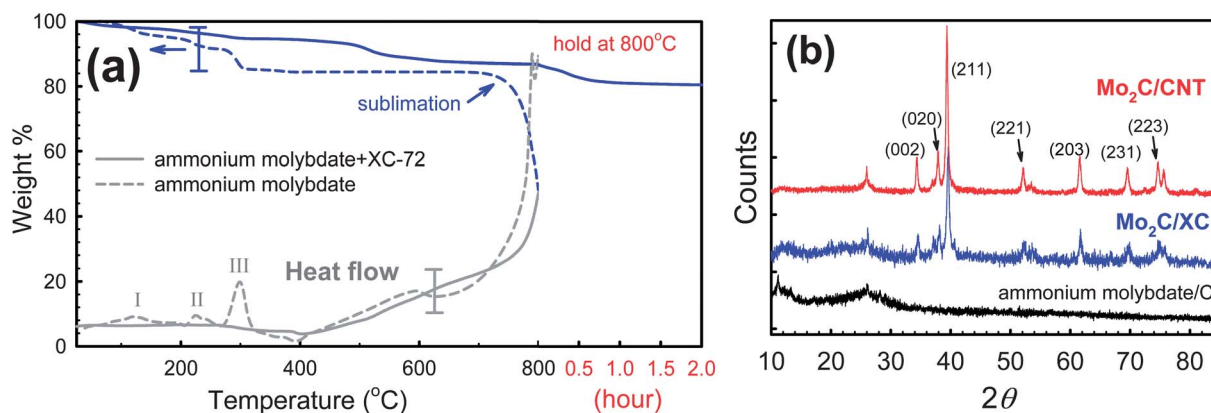 (a)
hold at 800°C
sublimation
ammonium molybdate+XC-72
ammonium molybdate
Heat flow
I
II
III
Weight %
100
80
60
40
20
0
200
400
600
800
0.5
1.0
1.5
2.0
Temperature (°C)
(hour)
(b)
(211)
Mo₂C/CNT
(020)
(002)
(221)
(203)
(231)
(223)
Mo₂C/XC
ammonium molybdate/C
Counts
10
20
30
40
50
60
70
80
2θ